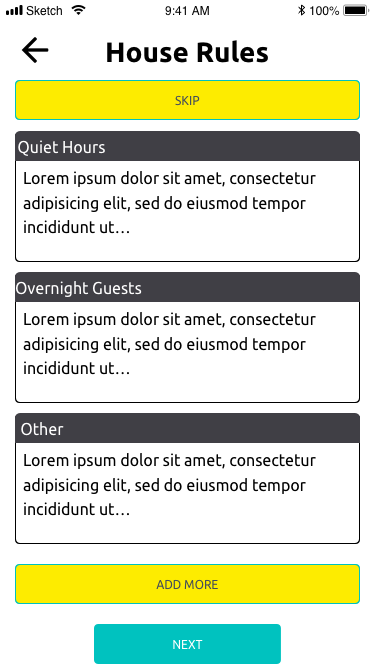 Sketch 9:41 AM 100%
House Rules
SKIP
Quiet Hours
Lorem ipsum dolor sit amet, consectetur
adipisicing elit, sed do eiusmod tempor
incididunt ut…
Overnight Guests
Lorem ipsum dolor sit amet, consectetur
adipisicing elit, sed do eiusmod tempor
incididunt ut…
Other
Lorem ipsum dolor sit amet, consectetur
adipisicing elit, sed do eiusmod tempor
incididunt ut…
ADD MORE
NEXT